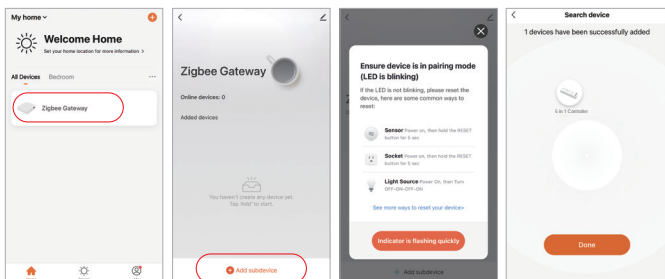 My home
Welcome Home
Set your home location for more information >
All Devices Bedroom ...
Zigbee Gateway
Zigbee Gateway
Online devices: 0
Added devices
You haven't create any device yet.
Tap 'Add' to start.
Add subdevice
Ensure device is in pairing mode
(LED is blinking)
If the LED is not blinking, please reset the
device, here are some common ways to
reset:
Sensor Power on, then hold the RESET
button for 5 sec
Socket Power on, then hold the RESET
button for 5 sec
Light Source Power On, then Turn
OFF-ON-OFF-ON
See more ways to reset your device>
Indicator is flashing quickly
+ Add subdevice
Search device
1 devices have been successfully added
Done